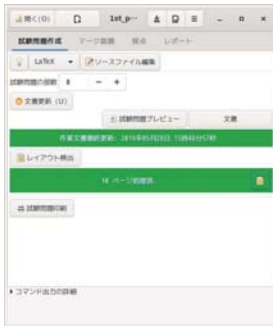 開く(O) 1st_p…
試験問題作成 マーク認識 採点 レポート
LaTeX ソースファイル編集
試験問題の部数: − +
文書更新 (U)
試験問題プレビュー 文書
作業文書最終更新: 2019年05月28日 15時48分57秒
レイアウト検出
10 ページ処理済
試験問題印刷
コマンド出力の詳細